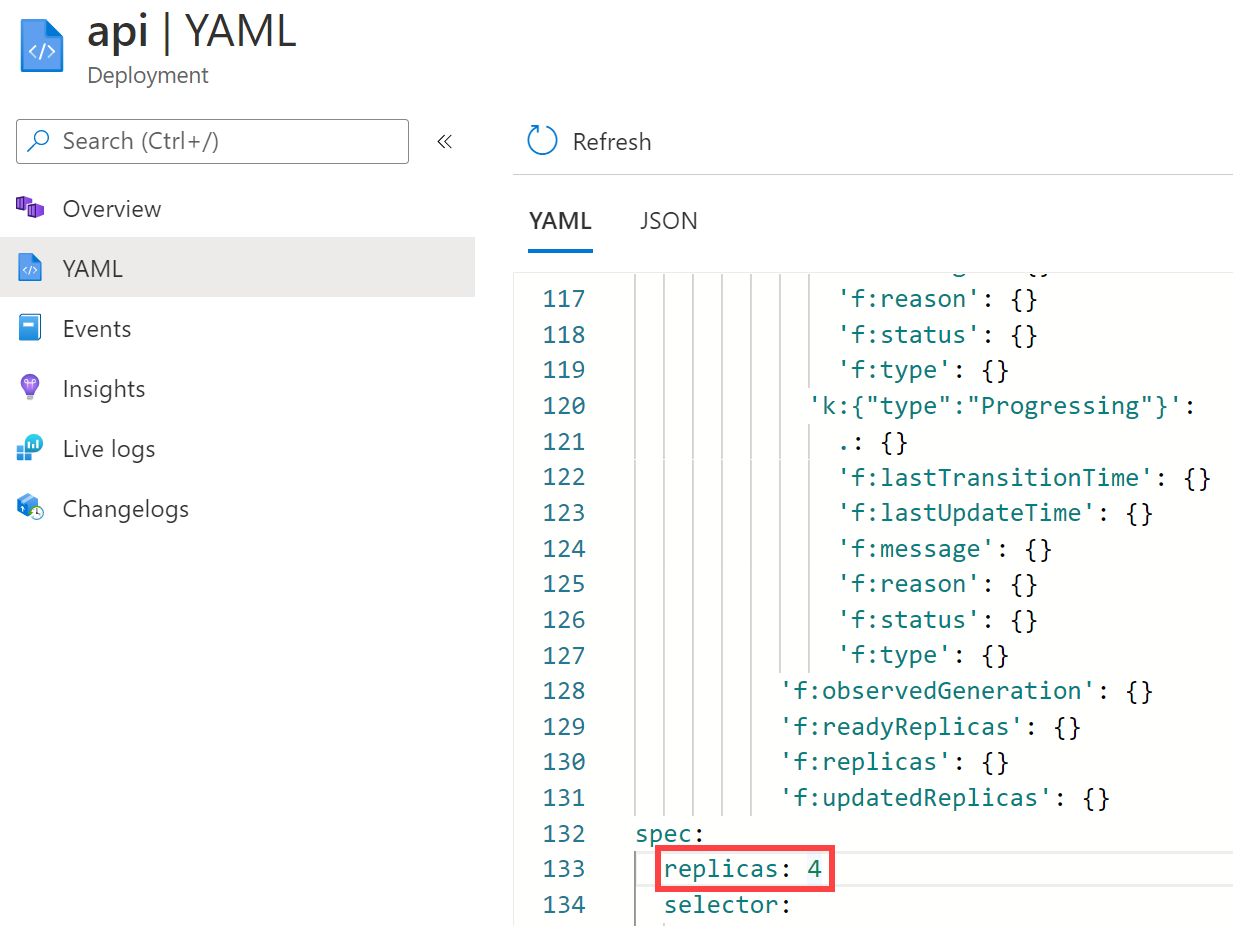 api | YAML
Deployment
Search (Ctrl+/)
«
Overview
YAML
Events
Insights
Live logs
Changelogs
Refresh
YAML JSON
117 'f:reason': {}
118 'f:status': {}
119 'f:type': {}
120 'k:{"type":"Progressing"}':
121 .: {}
122 'f:lastTransitionTime': {}
123 'f:lastUpdateTime': {}
124 'f:message': {}
125 'f:reason': {}
126 'f:status': {}
127 'f:type': {}
128 'f:observedGeneration': {}
129 'f:readyReplicas': {}
130 'f:replicas': {}
131 'f:updatedReplicas': {}
132 spec:
133 replicas: 4
134 selector: